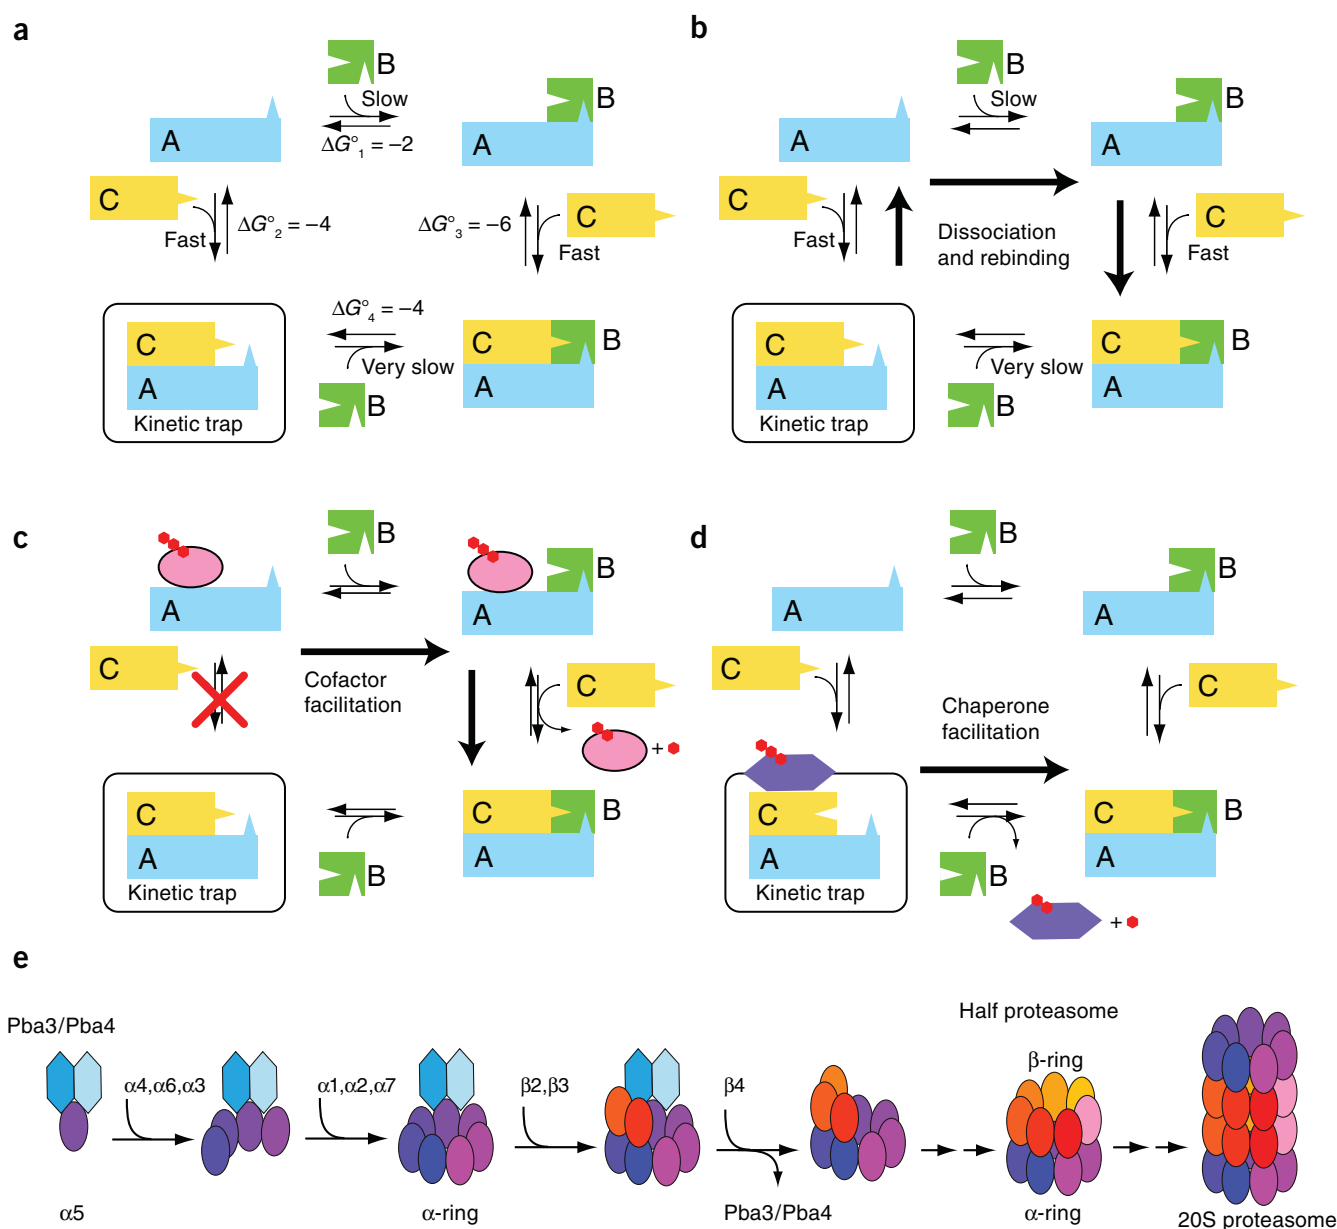 a
B
Slow
A
ΔG°1 = –2
B
A
C
Fast
ΔG°2 = –4
ΔG°3 = –6
C
Fast
ΔG°4 = –4
C
A
Kinetic trap
Very slow
B
C
B
A
b
B
Slow
A
B
A
C
Fast
Dissociation
and rebinding
C
Fast
C
A
Kinetic trap
Very slow
B
C
B
A
c
B
A
B
A
C
Cofactor
facilitation
C
+
C
A
Kinetic trap
B
C
B
A
d
B
A
B
A
C
Chaperone
facilitation
C
C
A
Kinetic trap
B
C
B
A
+
e
Pba3/Pba4
α4,α6,α3
α1,α2,α7
β2,β3
β4
Half proteasome
β-ring
α5
α-ring
Pba3/Pba4
α-ring
20S proteasome